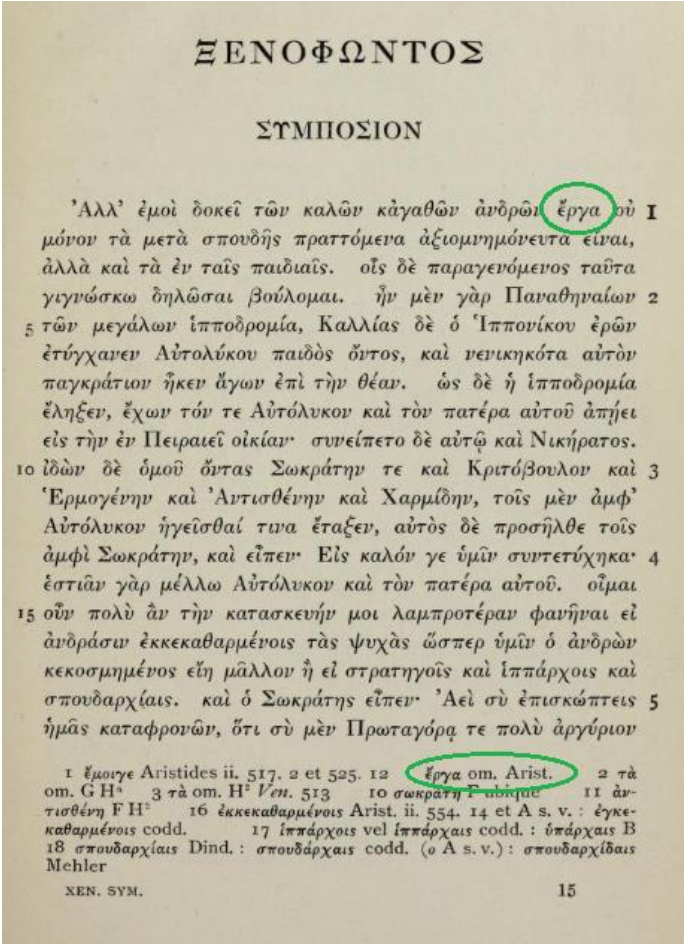 ΞΕΝΟΦΩΝΤΟΣ
ΣΥΜΠΟΣΙΟΝ
Ἀλλ' ἐμοὶ δοκεῖ τῶν καλῶν κἀγαθῶν ἀνδρῶν ἔργα οὐ I
μόνον τὰ μετὰ σπουδῆς πραττόμενα ἀξιομνημόνευτα εἶναι,
ἀλλὰ καὶ τὰ ἐν ταῖς παιδιαῖς. οἷς δὲ παραγενόμενος ταῦτα
γιγνώσκω δηλῶσαι βούλομαι. ἦν μὲν γὰρ Παναθηναίων 2
5 τῶν μεγάλων ἱπποδρομία, Καλλίας δὲ ὁ Ἱππονίκου ἐρῶν
ἐτύγχανεν Αὐτολύκου παιδὸς ὄντος, καὶ νενικηκότα αὐτὸν
παγκράτιον ἧκεν ἄγων ἐπὶ τὴν θέαν. ὡς δὲ ἡ ἱπποδρομία
ἔληξεν, ἔχων τόν τε Αὐτόλυκον καὶ τὸν πατέρα αὐτοῦ ἀπῄει
εἰς τὴν ἐν Πειραιεῖ οἰκίαν· συνείπετο δὲ αὐτῷ καὶ Νικήρατος.
10 ἰδὼν δὲ ὁμοῦ ὄντας Σωκράτην τε καὶ Κριτόβουλον καὶ 3
Ἑρμογένην καὶ Ἀντισθένην καὶ Χαρμίδην, τοῖς μὲν ἀμφ'
Αὐτόλυκον ἡγεῖσθαί τινα ἔταξεν, αὐτὸς δὲ προσῆλθε τοῖς
ἀμφὶ Σωκράτην, καὶ εἶπεν· Εἰς καλόν γε ὑμῖν συντετύχηκα· 4
ἑστιᾶν γὰρ μέλλω Αὐτόλυκον καὶ τὸν πατέρα αὐτοῦ. οἶμαι
15 οὖν πολὺ ἂν τὴν κατασκευήν μοι λαμπροτέραν φανῆναι εἰ
ἀνδράσιν ἐκκεκαθαρμένοις τὰς ψυχὰς ὥσπερ ὑμῖν ὁ ἀνδρὼν
κεκοσμημένος εἴη μᾶλλον ἢ εἰ στρατηγοῖς καὶ ἱππάρχοις καὶ
σπουδαρχίαις. καὶ ὁ Σωκράτης εἶπεν· Ἀεὶ σὺ ἐπισκώπτεις 5
ἡμᾶς καταφρονῶν, ὅτι σὺ μὲν Πρωταγόρᾳ τε πολὺ ἀργύριον
1 ἔμοιγε Aristides ii. 517. 2 et 525. 12 ἔργα om. Arist. 2 τὰ
om. G Hᵃ 3 τὰ om. H² Ven. 513 10 σωκράτη F ubique 11 ἀν-
τισθένη F H² 16 ἐκκεκαθαρμένοις Arist. ii. 554. 14 et A s. v. : ἐγκε-
καθαρμένοις codd. 17 ἱππάρχοις vel ἱππάρχαις codd. : ὑπάρχαις B
18 σπουδαρχίαις Dind. : σπουδάρχαις codd. (ο A s. v.) : σπουδαρχίδαις
Mehler
XEN. SYM. 15